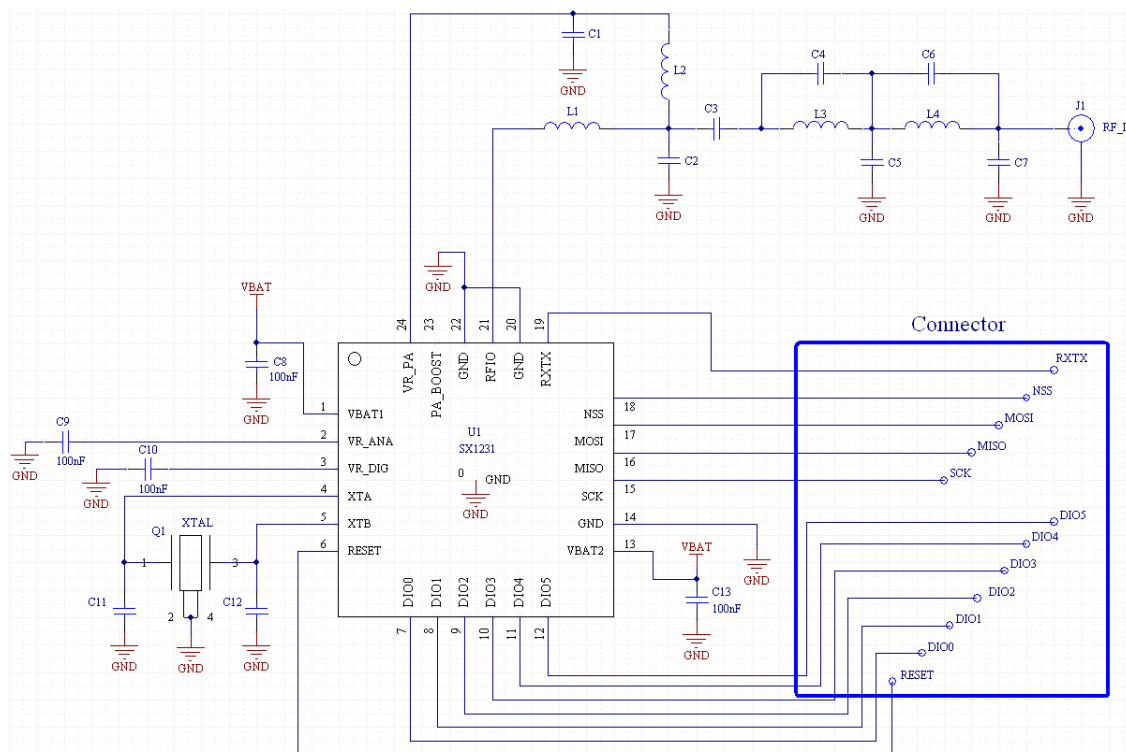 C1
GND
L2
C4
C6
L1
C3
L3
L4
J1
RF_I
C2
C5
C7
GND
GND
GND
GND
GND
VBAT
24
23
22
21
20
19
Connector
VR_PA
PA_BOOST
GND
RFIO
GND
RXTX
RXTX
C8
100nF
GND
1
VBAT1
NSS
18
NSS
C9
100nF
GND
2
VR_ANA
U1
SX1231
MOSI
17
MOSI
C10
100nF
GND
3
VR_DIG
0
GND
GND
MISO
16
MISO
4
XTA
SCK
15
SCK
Q1
XTAL
5
XTB
GND
14
DIO5
6
RESET
VBAT2
13
VBAT
GND
DIO4
1
3
DIO3
DIO0
DIO1
DIO2
DIO3
DIO4
DIO5
C13
100nF
GND
DIO2
C11
2
4
C12
DIO1
7
8
9
10
11
12
GND
GND
GND
DIO0
RESET